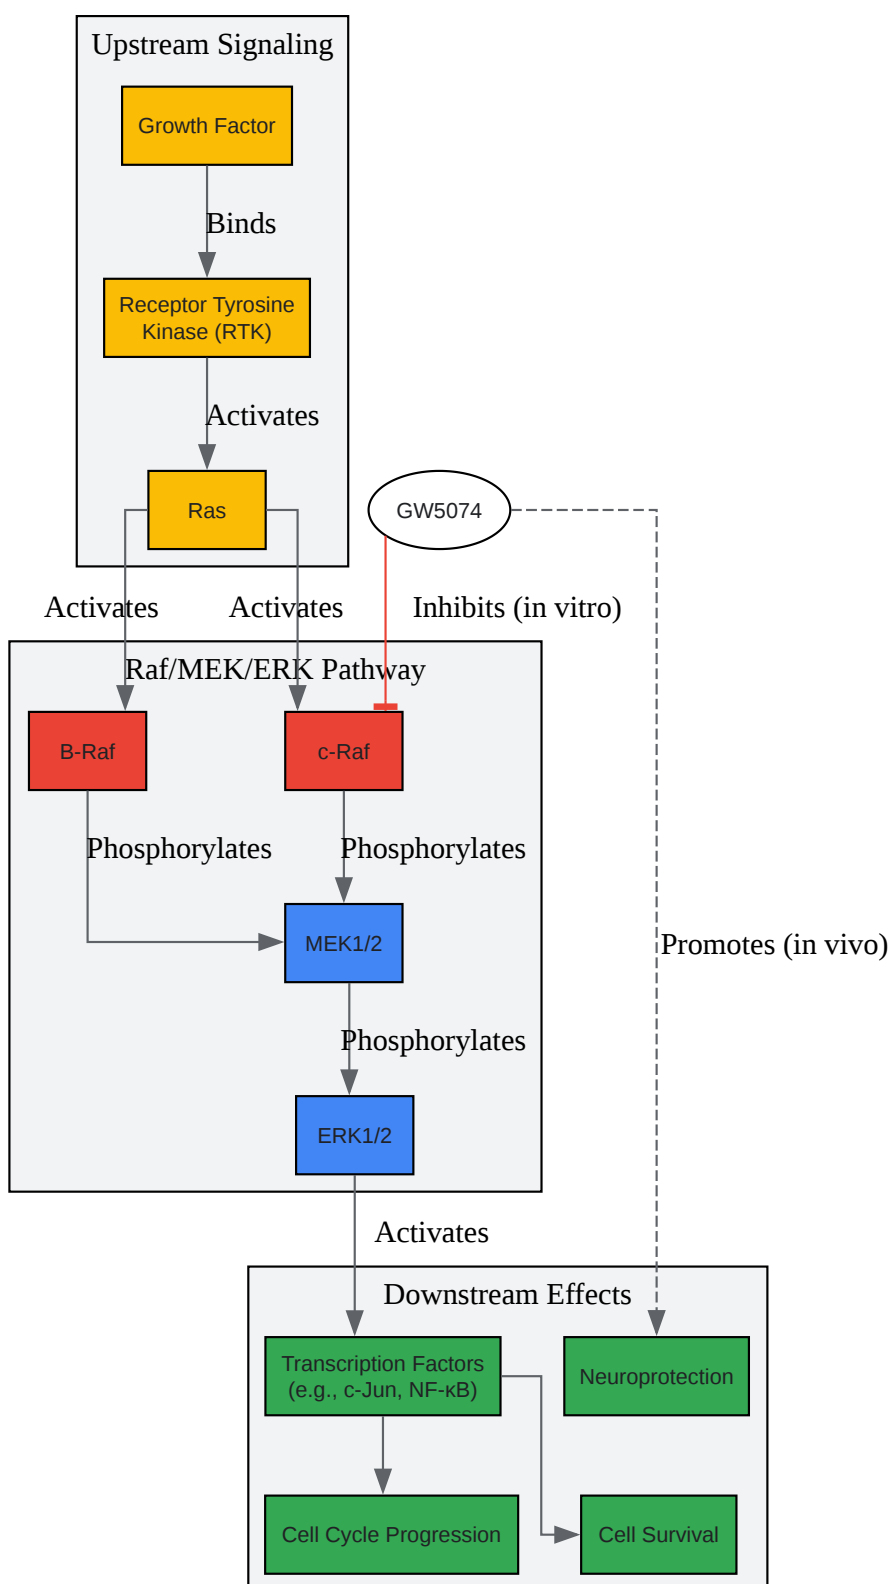 Upstream Signaling
Growth Factor
Binds
Receptor Tyrosine
Kinase (RTK)
Activates
Ras
GW5074
Activates
Activates
Inhibits (in vitro)
Raf/MEK/ERK Pathway
B-Raf
c-Raf
Phosphorylates
Phosphorylates
MEK1/2
Promotes (in vivo)
Phosphorylates
ERK1/2
Activates
Downstream Effects
Transcription Factors
(e.g., c-Jun, NF-κB)
Neuroprotection
Cell Cycle Progression
Cell Survival